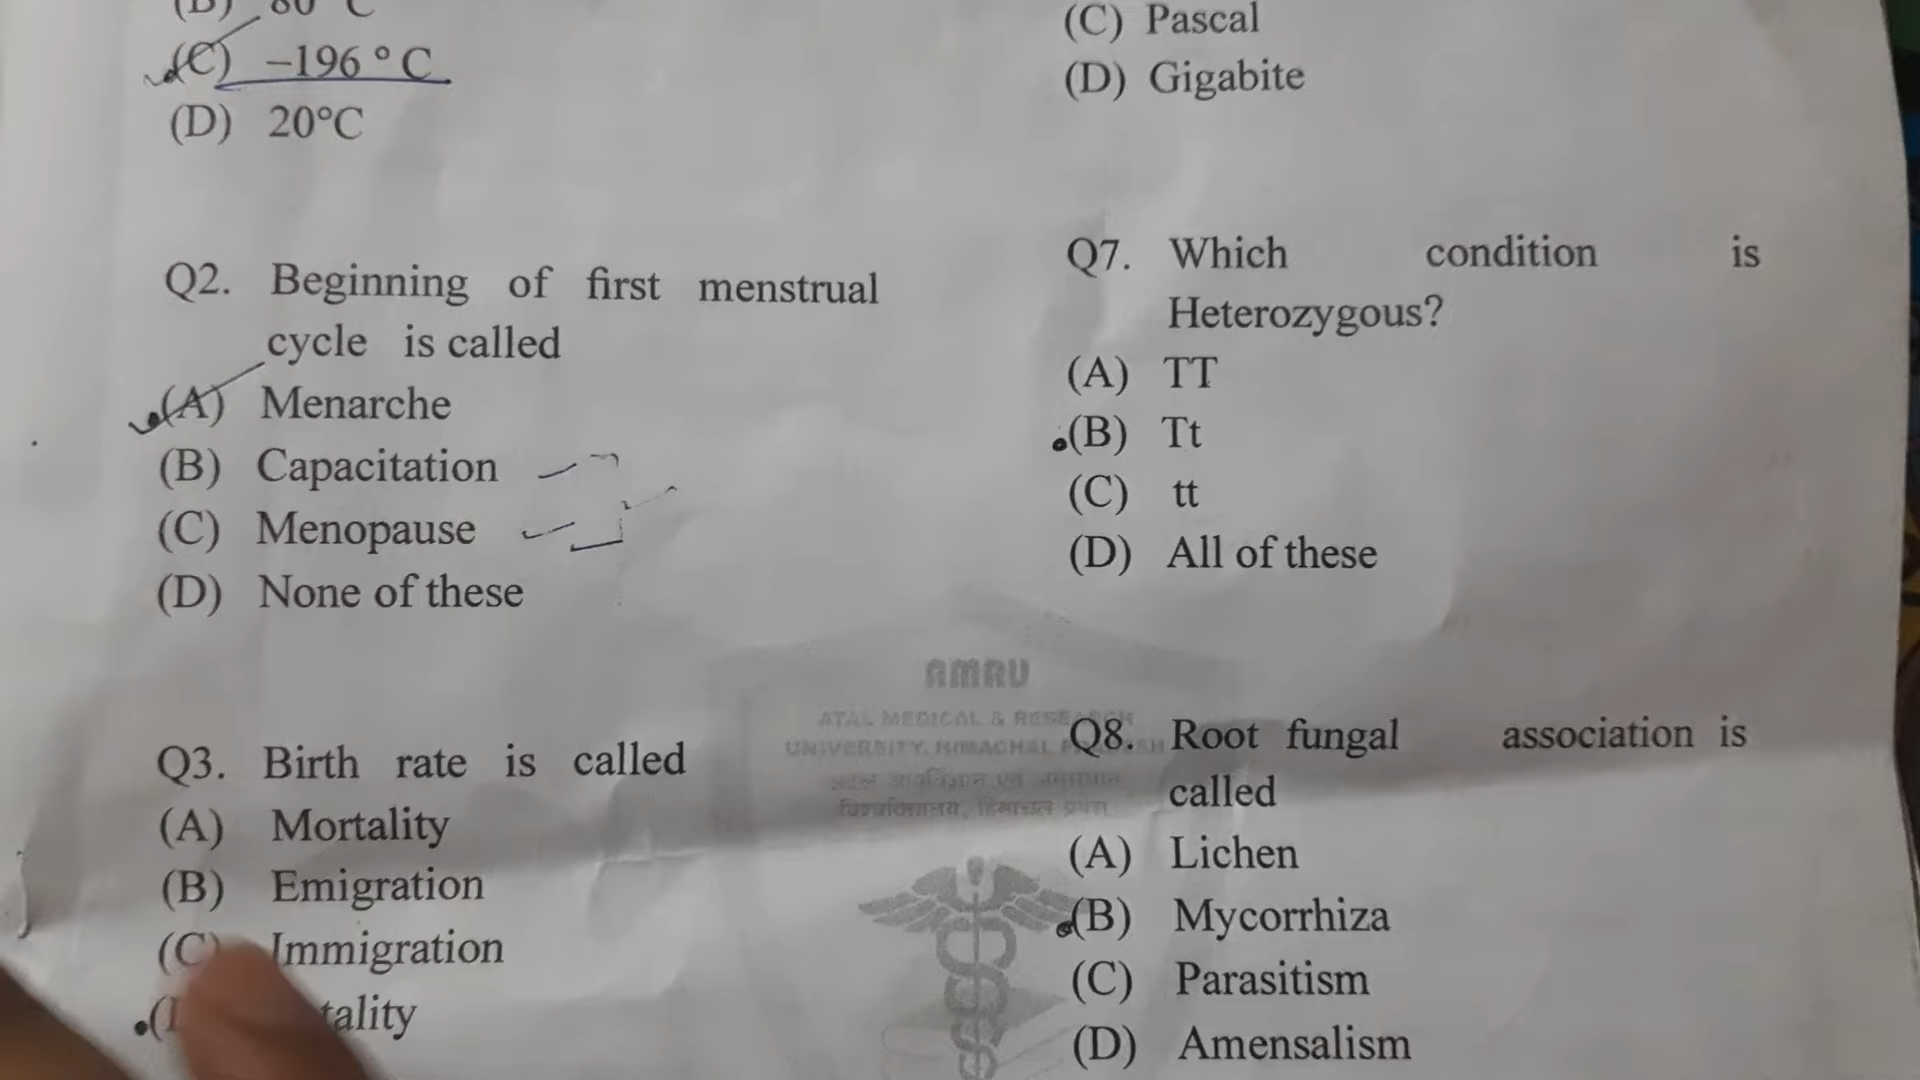 (C) –196 ° C
(D) 20°C
Q2. Beginning of first menstrual
cycle is called
(A) Menarche
(B) Capacitation
(C) Menopause
(D) None of these
Q3. Birth rate is called
(A) Mortality
(B) Emigration
(C) Immigration
(C) Pascal
(D) Gigabite
Q7. Which condition is
Heterozygous?
(A) TT
(B) Tt
(C) tt
(D) All of these
AMRU
ATAL MEDICAL & RESEARCH
UNIVERSITY, HIMACHAL PRADESH
Q8. Root fungal association is
called
(A) Lichen
(B) Mycorrhiza
(C) Parasitism
(D) Amensalism